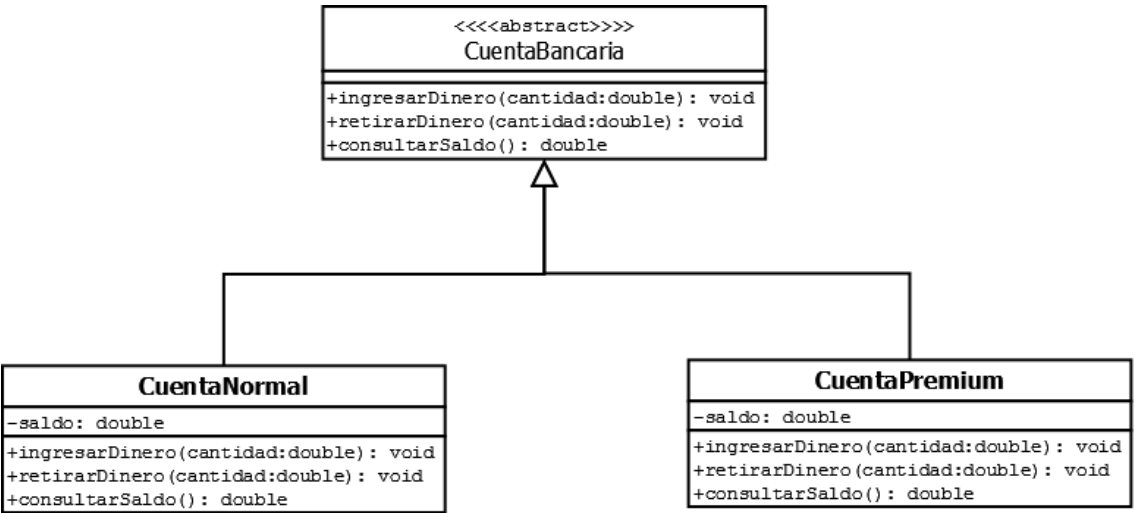 <<<<abstract>>>>
CuentaBancaria
+ingresarDinero(cantidad:double): void
+retirarDinero(cantidad:double): void
+consultarSaldo(): double
CuentaNormal
-saldo: double
+ingresarDinero(cantidad:double): void
+retirarDinero(cantidad:double): void
+consultarSaldo(): double
CuentaPremium
-saldo: double
+ingresarDinero(cantidad:double): void
+retirarDinero(cantidad:double): void
+consultarSaldo(): double